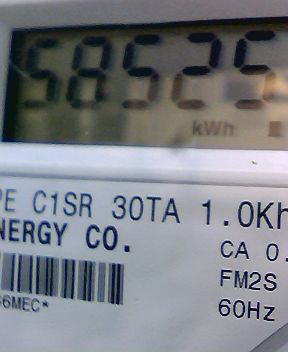 58525
kWh
PE C1SR 30TA 1.0Kh
NERGY CO.
CA 0.
FM2S
60Hz
6MEC*